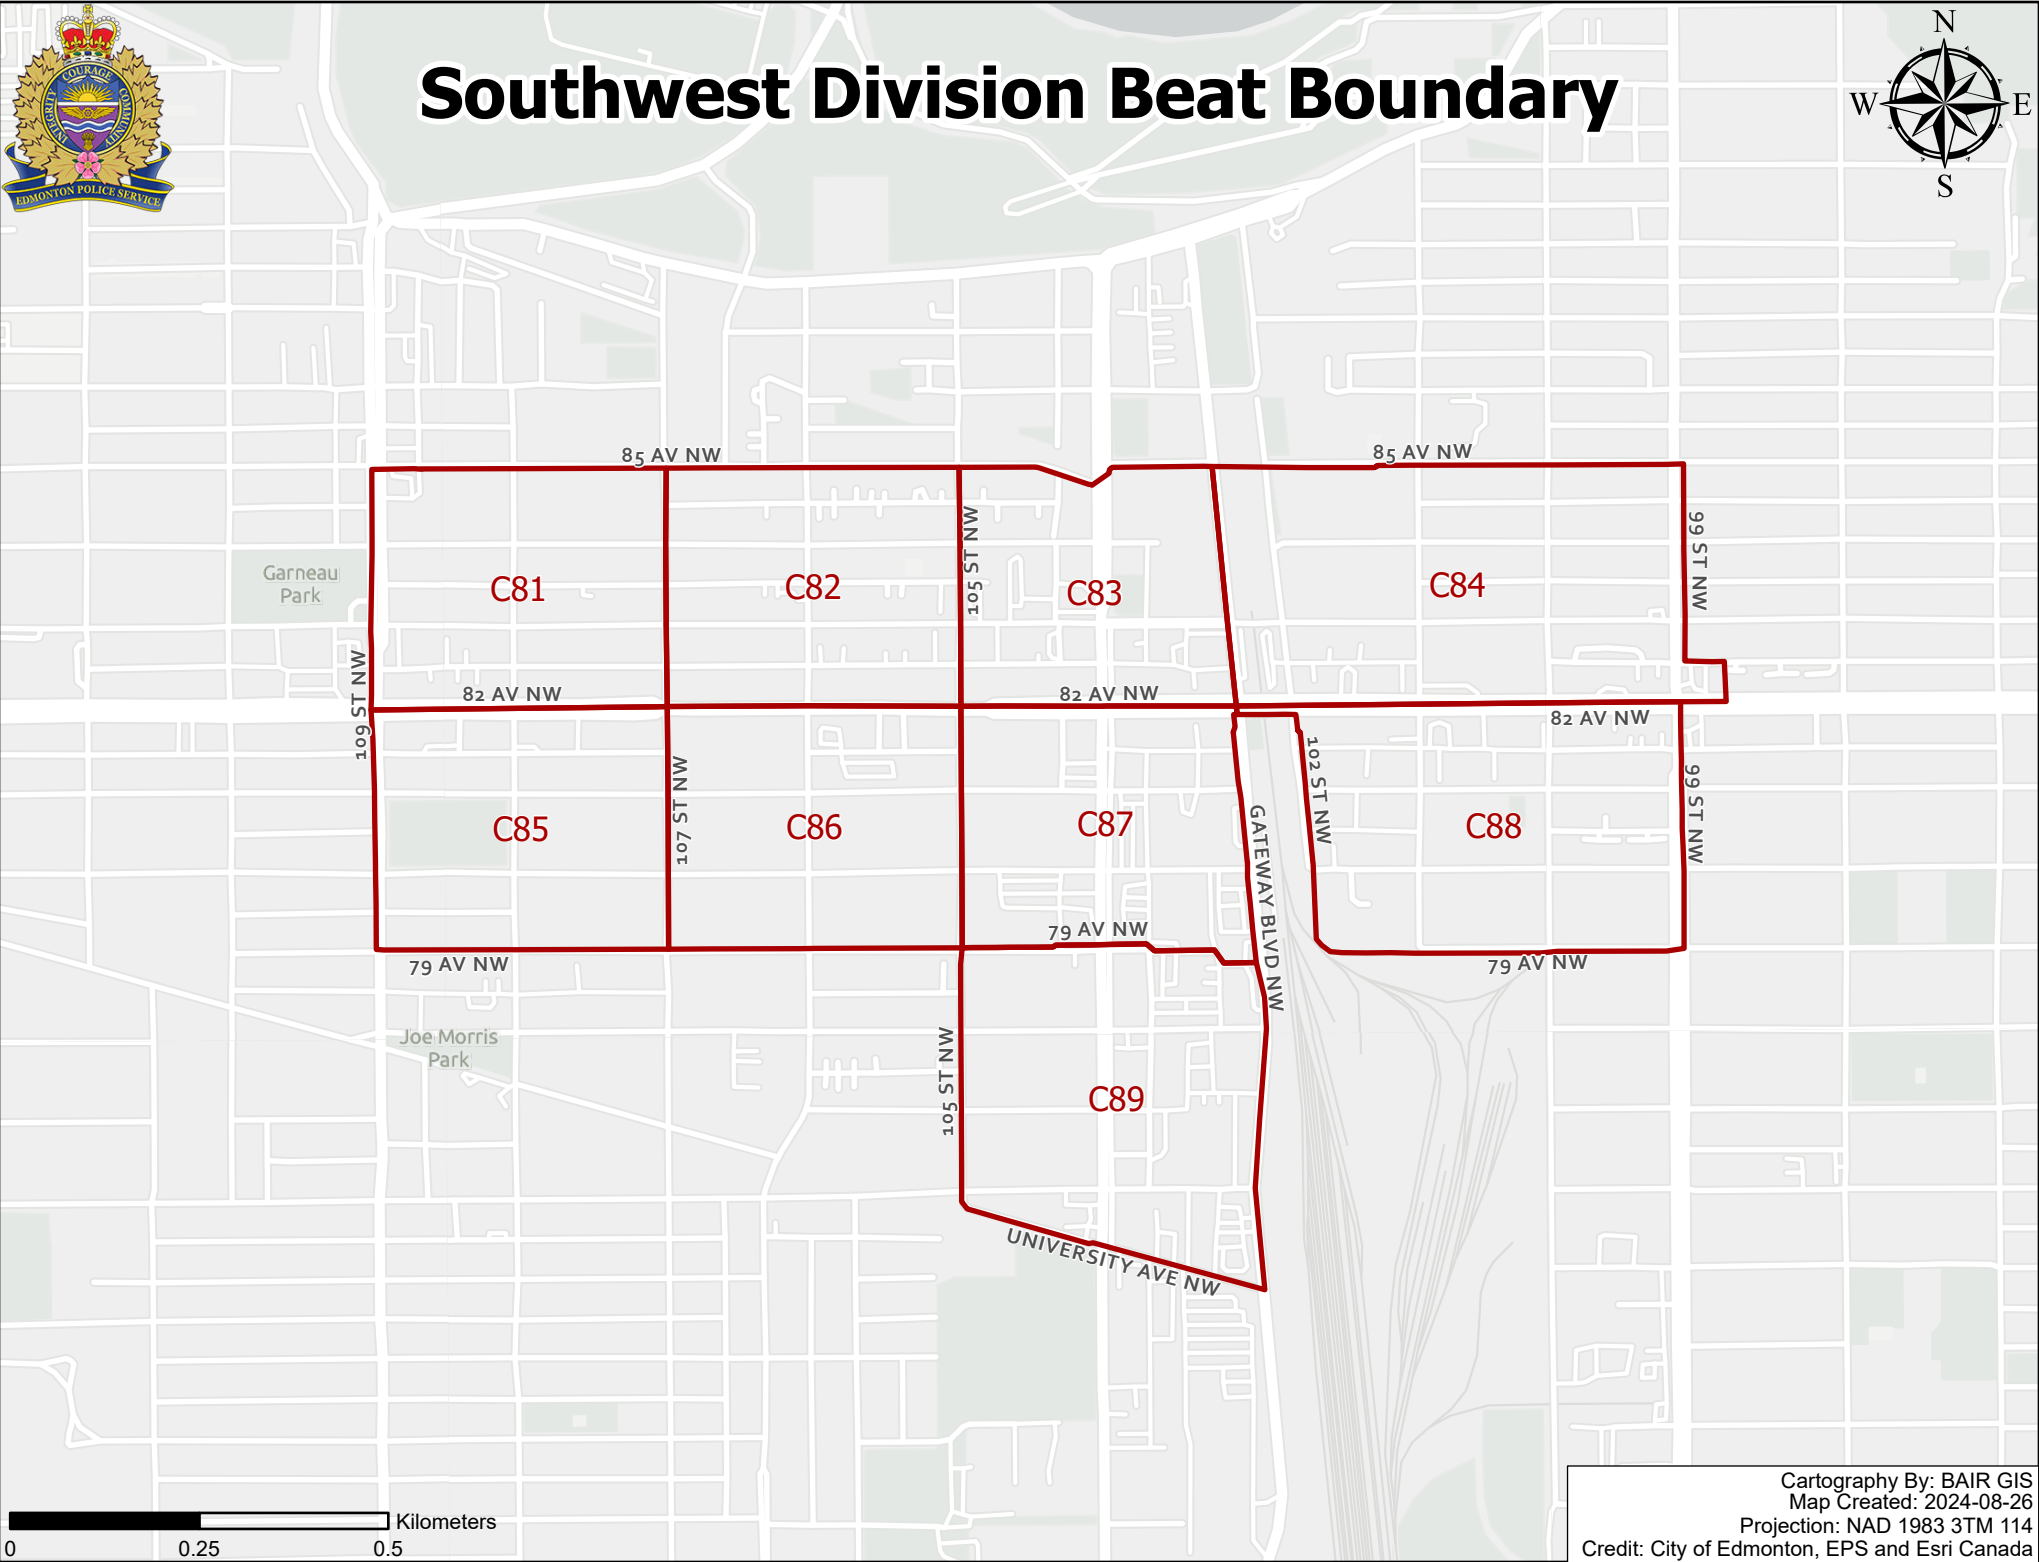 Southwest Division Beat Boundary
COURAGE
INTEGRITY
COMMUNITY
EDMONTON POLICE SERVICE
N
W
E
S
85 AV NW
85 AV NW
105 ST NW
99 ST NW
Garneau
Park
C81
C82
C83
C84
109 ST NW
82 AV NW
82 AV NW
82 AV NW
107 ST NW
102 ST NW
99 ST NW
GATEWAY BLVD NW
C85
C86
C87
C88
79 AV NW
79 AV NW
79 AV NW
Joe Morris
Park
105 ST NW
C89
UNIVERSITY AVE NW
Kilometers
0
0.25
0.5
Cartography By: BAIR GIS
Map Created: 2024-08-26
Projection: NAD 1983 3TM 114
Credit: City of Edmonton, EPS and Esri Canada